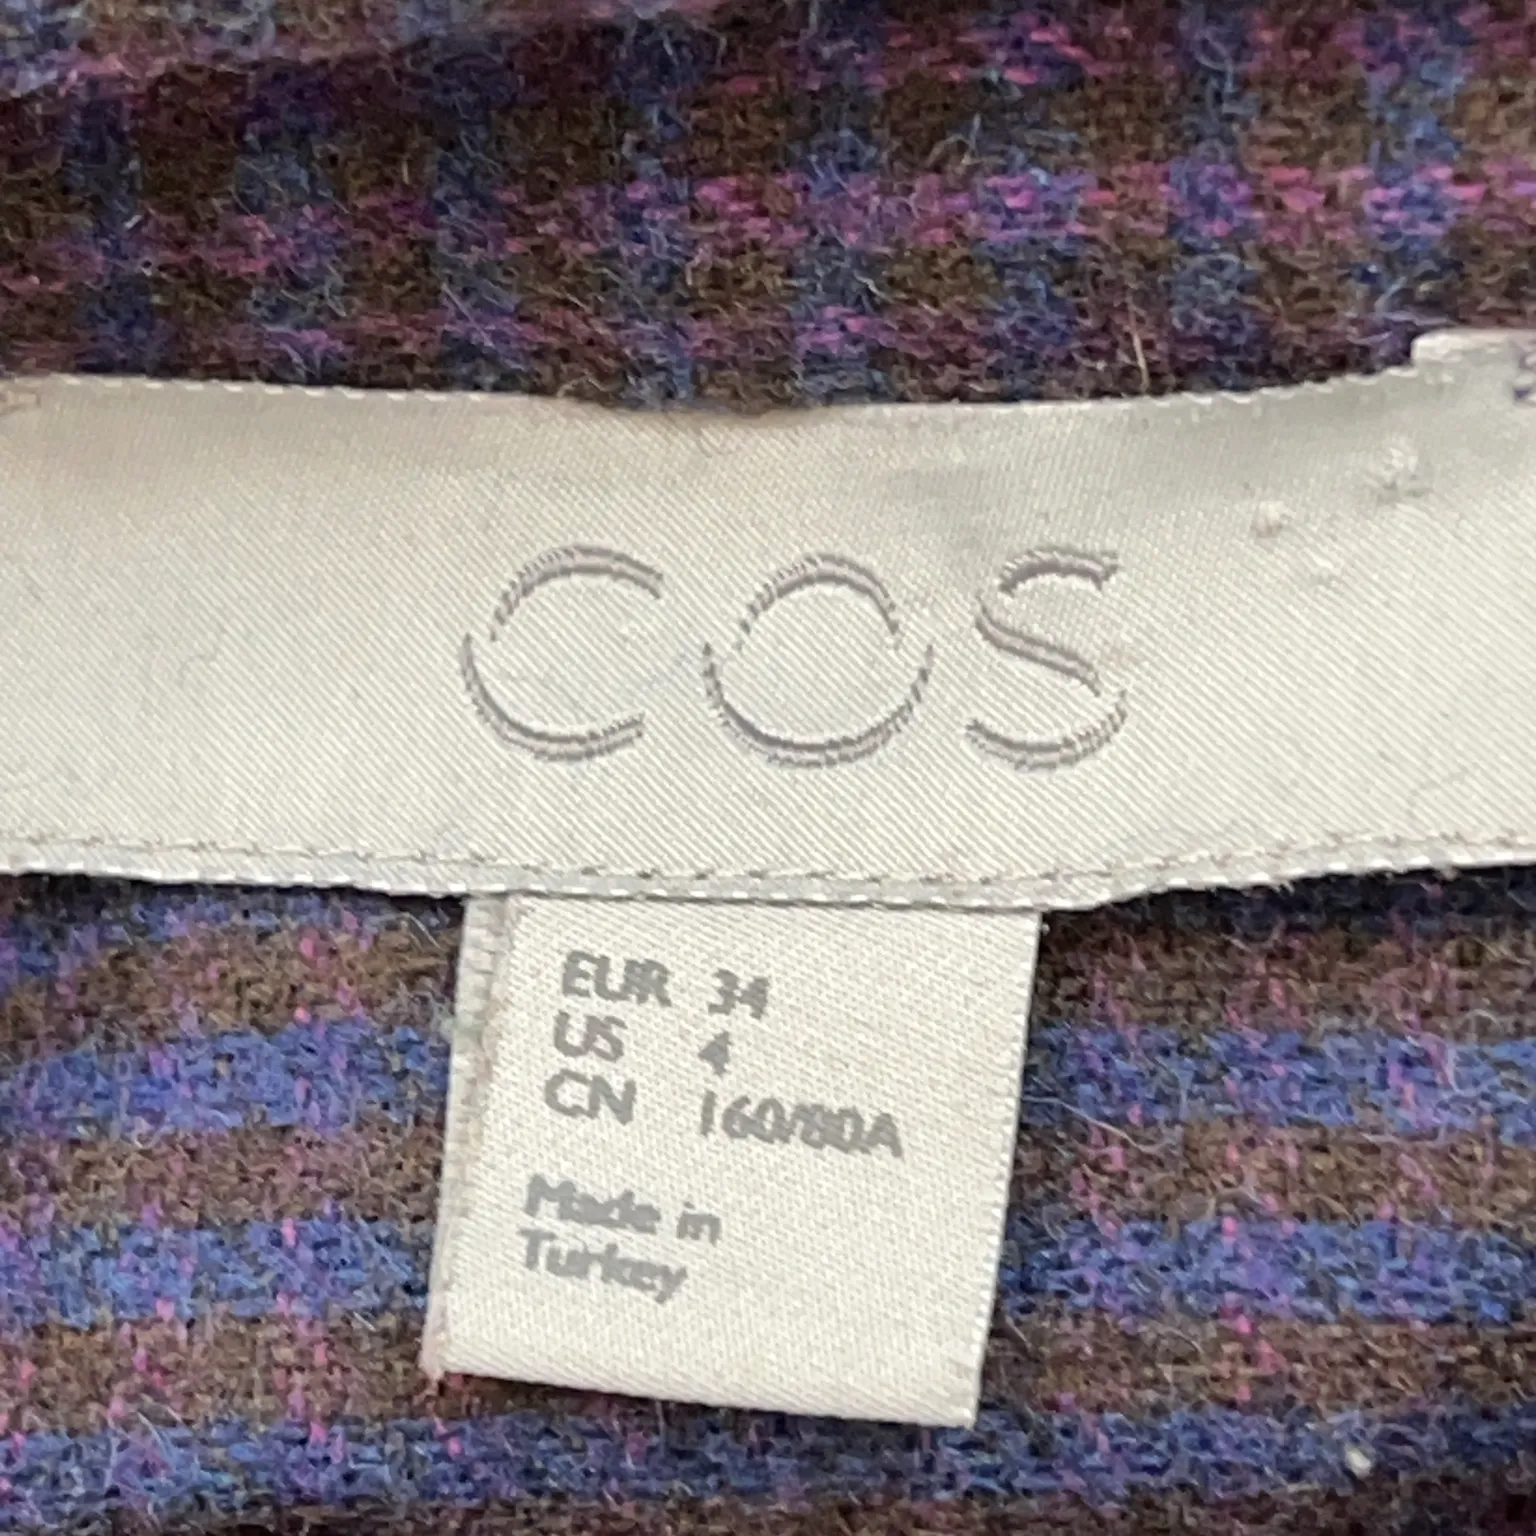 COS
EUR 34
US 4
CN 160/80A
Made in
Turkey